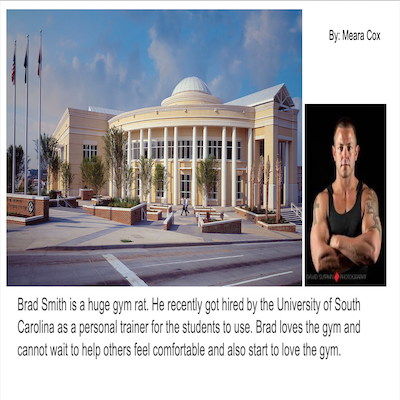 By: Meara Cox
Brad Smith is a huge gym rat. He recently got hired by the University of South
Carolina as a personal trainer for the students to use. Brad loves the gym and
cannot wait to help others feel comfortable and also start to love the gym.